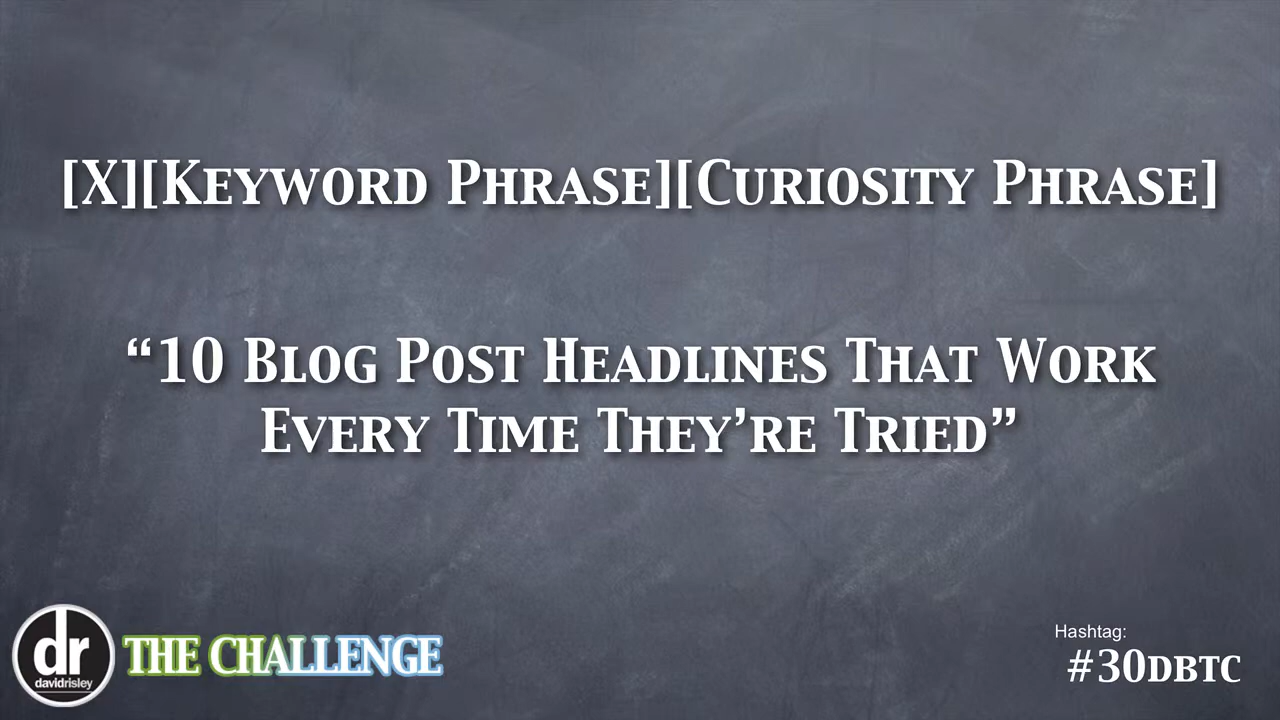 [X][Keyword Phrase][Curiosity Phrase]
“10 Blog Post Headlines That Work
Every Time They’re Tried”
dr
davidrisley
THE CHALLENGE
Hashtag:
#30DBTC